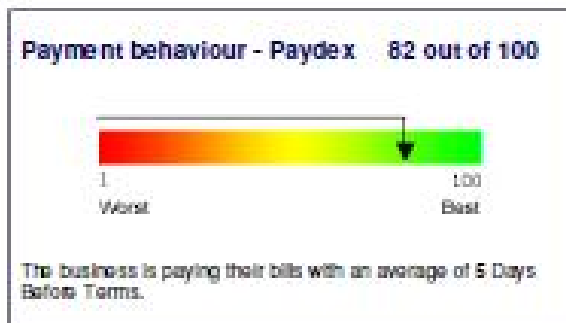 Payment behaviour - Paydex 82 out of 100
1 100
Worst Best
The business is paying their bills with an average of 5 Days
Before Terms.